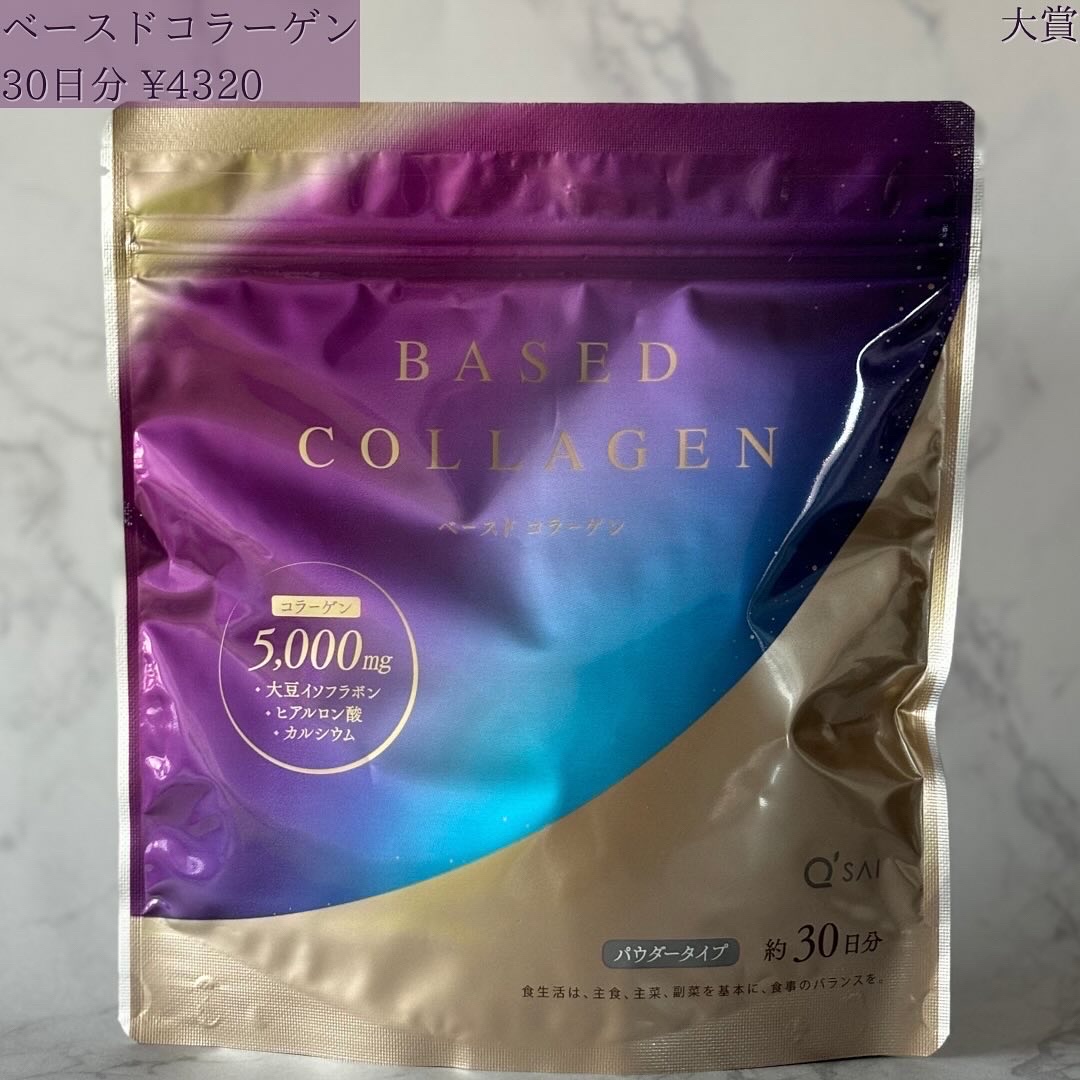 ベースドコラーゲン
30日分 ¥4320
大賞
BASED
COLLAGEN
ベースド コラーゲン
コラーゲン
5,000mg
・大豆イソフラボン
・ヒアルロン酸
・カルシウム
Q'SAI
パウダータイプ 約30日分
食生活は、主食、主菜、副菜を基本に、食事のバランスを。